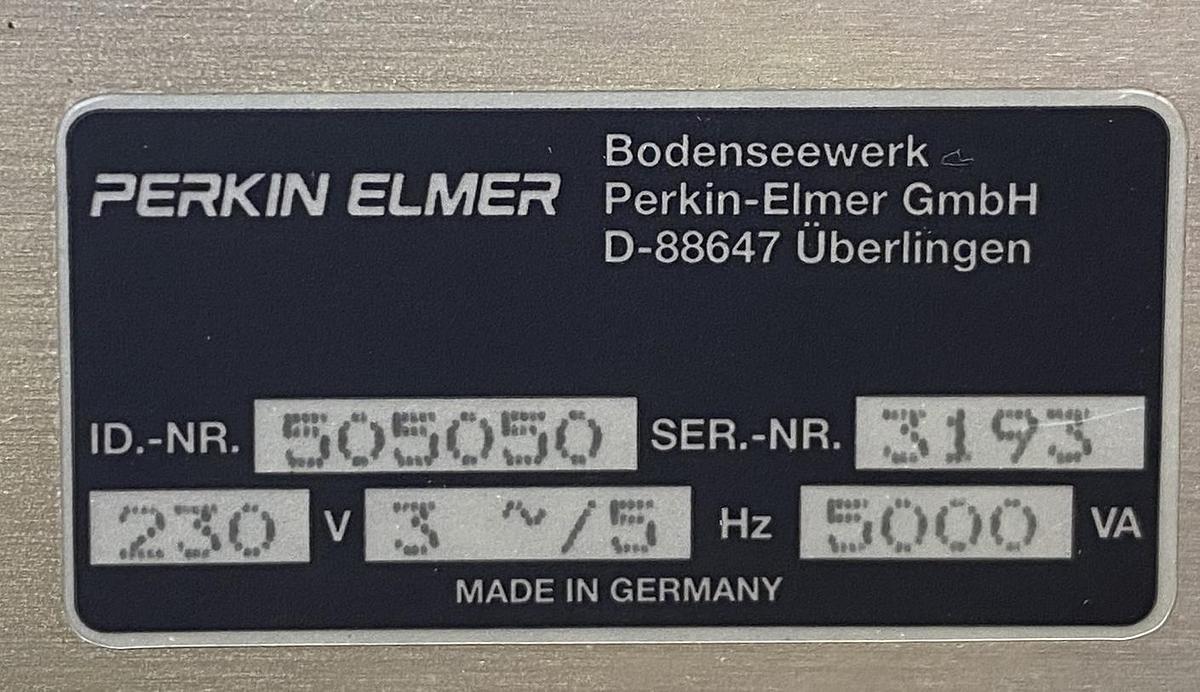 PERKIN ELMER
Bodenseewerk
Perkin-Elmer GmbH
D-88647 Überlingen
ID.-NR. 505050 SER.-NR. 3193
230 V 3 ~/5 Hz 5000 VA
MADE IN GERMANY